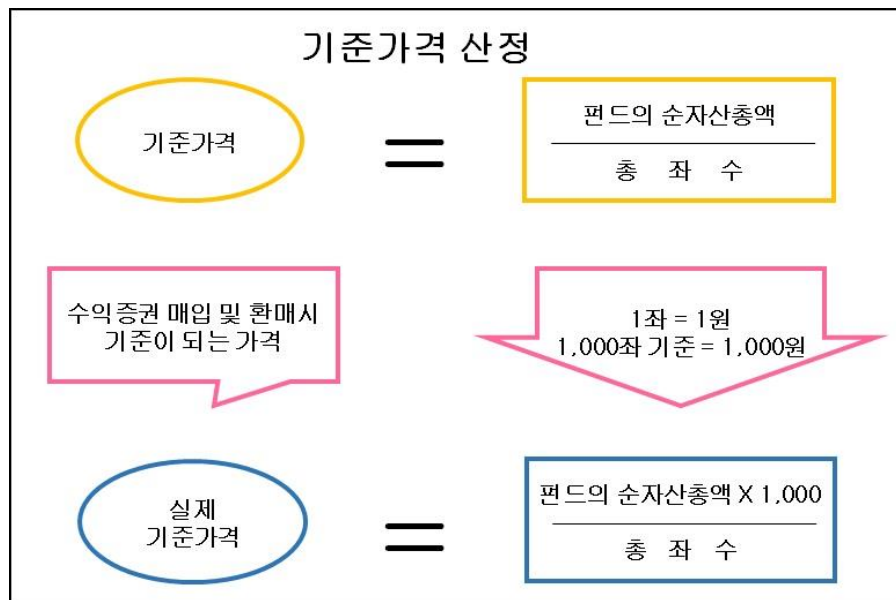 기준가격 산정
기준가격
=
펀드의 순자산총액
총 좌 수
수익증권 매입 및 환매시
기준이 되는 가격
1좌 = 1원
1,000좌 기준 = 1,000원
실제
기준가격
=
펀드의 순자산총액 X 1,000
총 좌 수